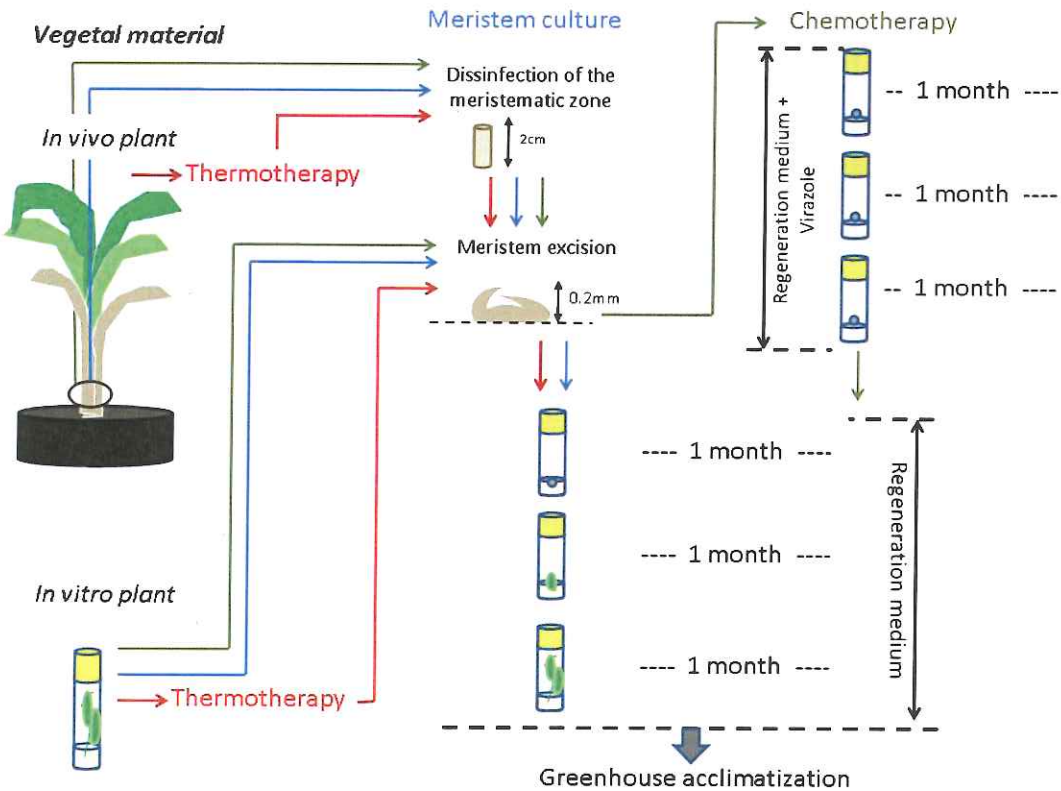 Vegetal material
Meristem culture
Chemotherapy
Dissinfection of the
meristematic zone
In vivo plant
Thermotherapy
2cm
Meristem excision
0.2mm
Regeneration medium +
Virazole
-- 1 month ----
-- 1 month ----
-- 1 month ----
---- 1 month ----
---- 1 month ----
---- 1 month ----
Regeneration medium
In vitro plant
Thermotherapy
Greenhouse acclimatization